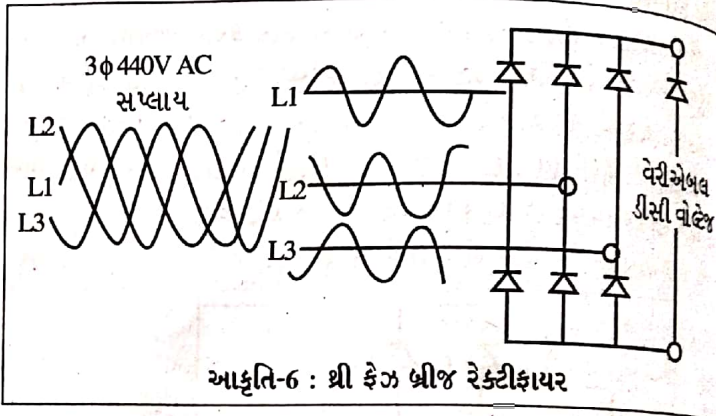 3ϕ 440V AC
સપ્લાય
L2
L1
L3
L1
L2
L3
વેરીએબલ
ડીસી વોલ્ટેજ
આકૃતિ-6 : થ્રી ફેઝ બ્રીજ રેક્ટીફાયર